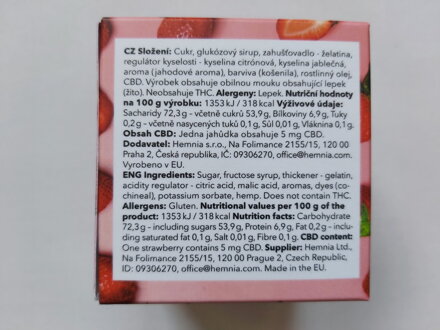 CZ Složení: Cukr, glukózový sirup, zahušťovadlo - želatina,
regulátor kyselosti - kyselina citrónová, kyselina jablečná,
aroma (jahodové aroma), barviva (košenila), rostlinný olej,
CBD. Výrobek obsahuje obilnou mouku obsahující lepek
(žito). Neobsahuje THC. Alergeny: Lepek. Nutriční hodnoty
na 100 g výrobku: 1353 kJ / 318 kcal Výživové údaje:
Sacharidy 72,3 g - včetně cukrů 53,9 g, Bílkoviny 6,9 g, Tuky
0,2 g - včetně nasycených tuků 0,1 g, Sůl 0,01g, Vláknina 0,1 g.
Obsah CBD: Jedna jahůdka obsahuje 5 mg CBD.
Dodavatel: Hemnia s.r.o., Na Folimance 2155/15, 120 00
Praha 2, Česká republika, IČ: 09306270, office@hemnia.com.
Vyrobeno v EU.
ENG Ingredients: Sugar, fructose syrup, thickener - gelatin,
acidity regulator - citric acid, malic acid, aromas, dyes (co-
chineal), potassium sorbate, hemp. Does not contain THC.
Allergens: Gluten. Nutritional values per 100 g of the
product: 1353 kJ / 318 kcal Nutrition facts: Carbohydrate
72,3 g - including sugars 53,9 g, Protein 6,9 g, Fat 0,2 g - in-
cluding saturated fat 0,1 g, Salt 0,01g, Fibre 0,1 g. CBD content:
One strawberry contains 5 mg CBD. Supplier: Hemnia Ltd.,
Na Folimance 2155/15, 120 00 Prague 2, Czech Republic,
ID: 09306270, office@hemnia.com. Made in the EU.